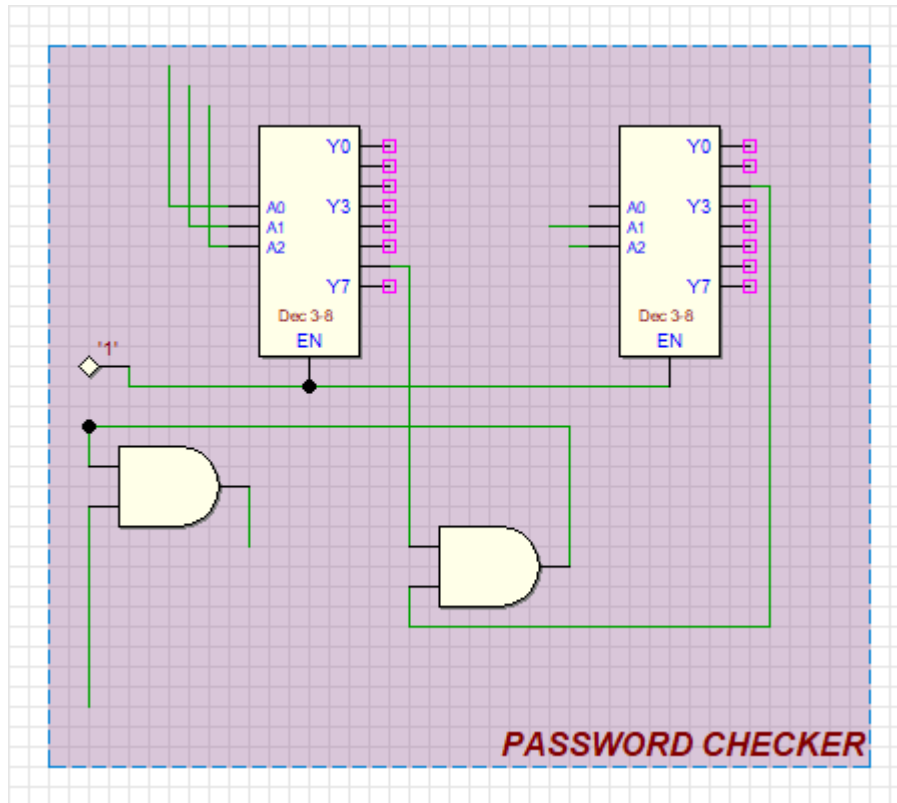 Y0
A0 Y3
A1
A2
Y7
Dec 3-8
EN
Y0
A0 Y3
A1
A2
Y7
Dec 3-8
EN
"1"
PASSWORD CHECKER